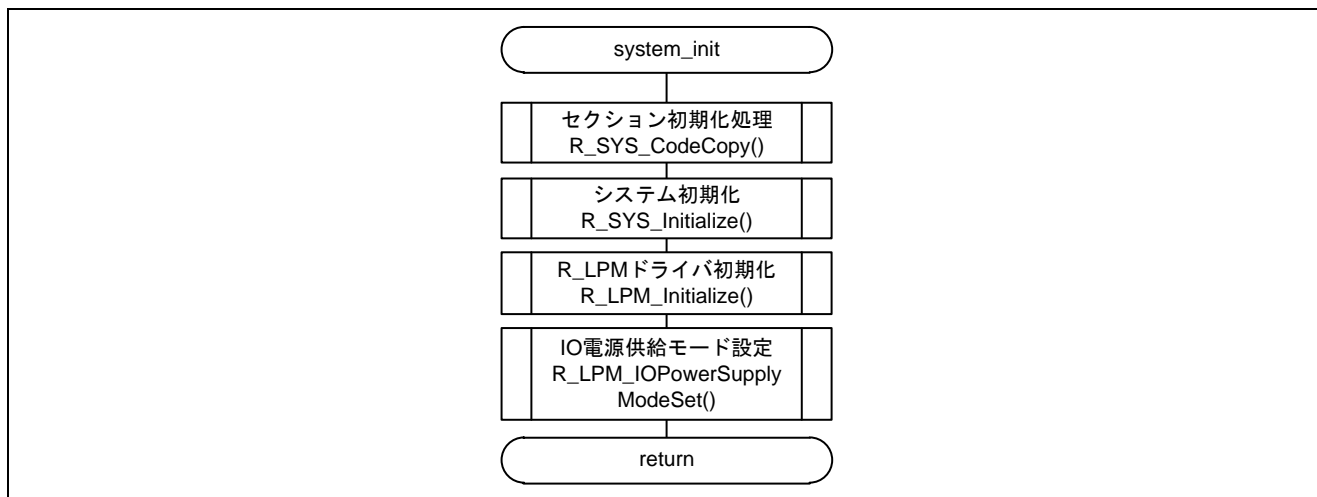 system_init
セクション初期化処理
R_SYS_CodeCopy()
システム初期化
R_SYS_Initialize()
R_LPMドライバ初期化
R_LPM_Initialize()
IO電源供給モード設定
R_LPM_IOPowerSupply
ModeSet()
return